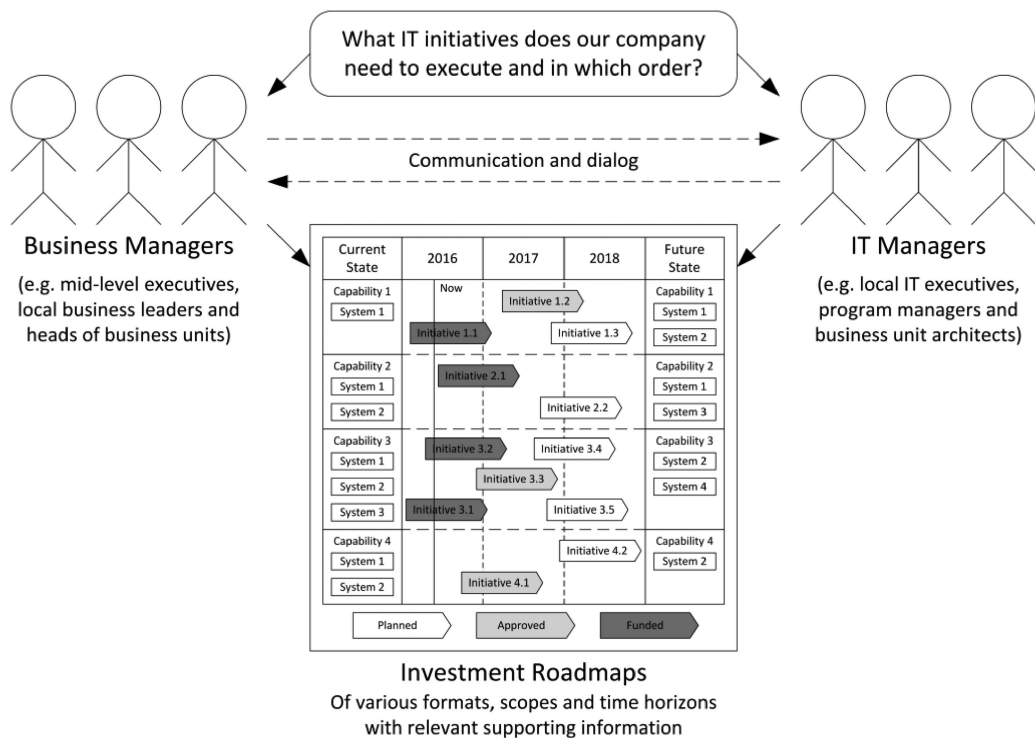 What IT initiatives does our company
need to execute and in which order?
Communication and dialog
Business Managers
(e.g. mid-level executives,
local business leaders and
heads of business units)
IT Managers
(e.g. local IT executives,
program managers and
business unit architects)
Current
State
2016
2017
2018
Future
State
Capability 1
System 1
Now
Initiative 1.2
Initiative 1.1
Initiative 1.3
Capability 1
System 1
System 2
Capability 2
System 1
System 2
Initiative 2.1
Initiative 2.2
Capability 2
System 1
System 3
Capability 3
System 1
System 2
System 3
Initiative 3.2
Initiative 3.4
Initiative 3.3
Initiative 3.1
Initiative 3.5
Capability 3
System 2
System 4
Capability 4
System 1
System 2
Initiative 4.2
Initiative 4.1
Capability 4
System 2
Planned
Approved
Funded
Investment Roadmaps
Of various formats, scopes and time horizons
with relevant supporting information